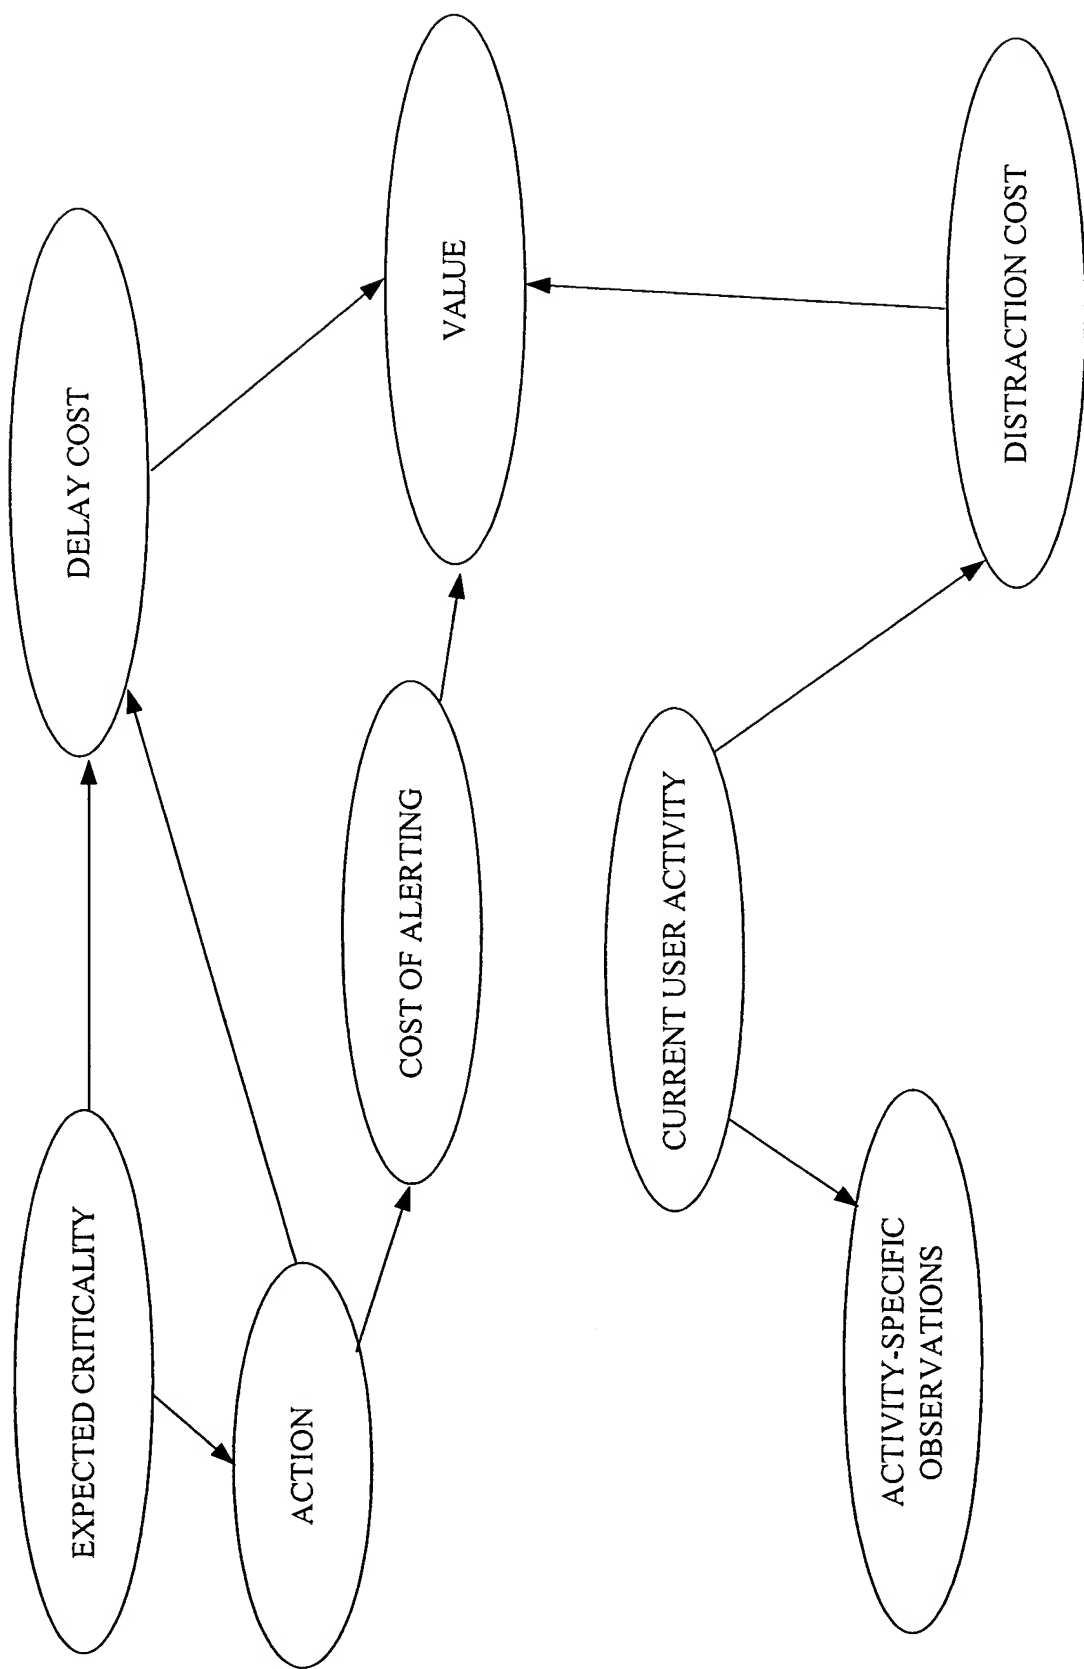 EXPECTED CRITICALITY
DELAY COST
ACTION
COST OF ALERTING
VALUE
CURRENT USER ACTIVITY
ACTIVITY-SPECIFIC
OBSERVATIONS
DISTRACTION COST